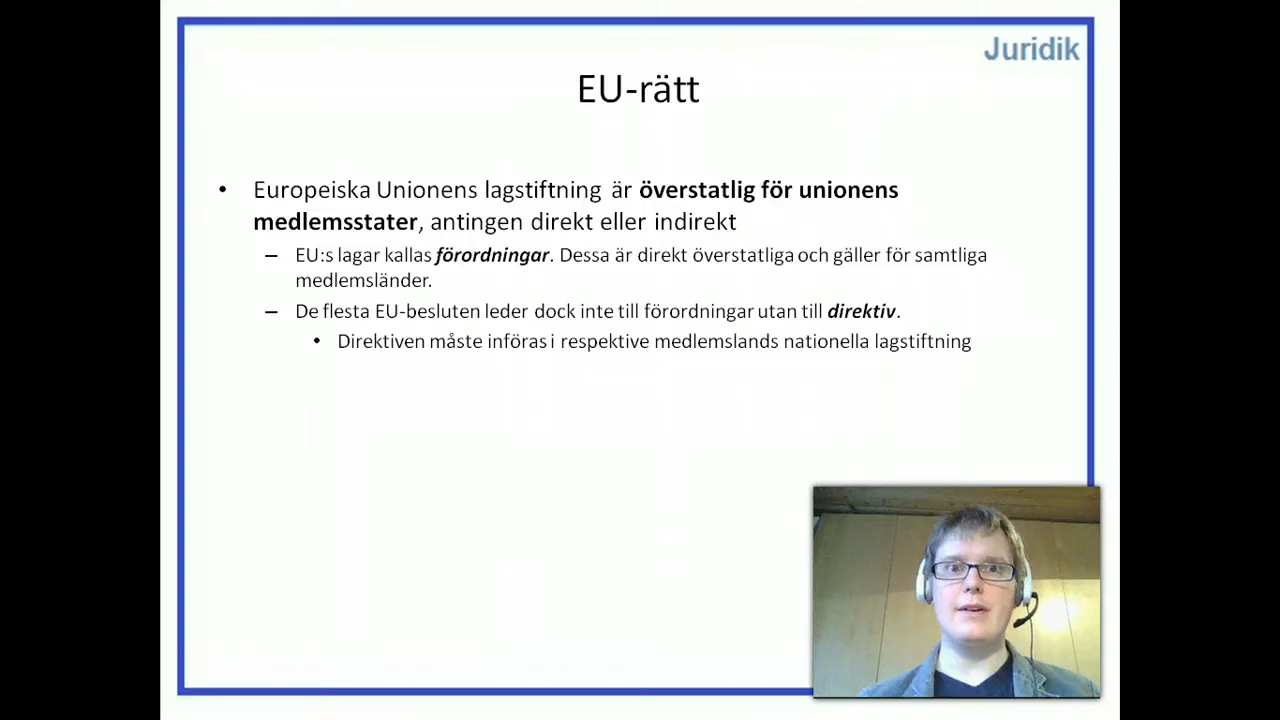 Juridik
EU-rätt
• Europeiska Unionens lagstiftning är överstatlig för unionens
medlemsstater, antingen direkt eller indirekt
– EU:s lagar kallas förordningar. Dessa är direkt överstatliga och gäller för samtliga
medlemsländer.
– De flesta EU-besluten leder dock inte till förordningar utan till direktiv.
• Direktiven måste införas i respektive medlemslands nationella lagstiftning